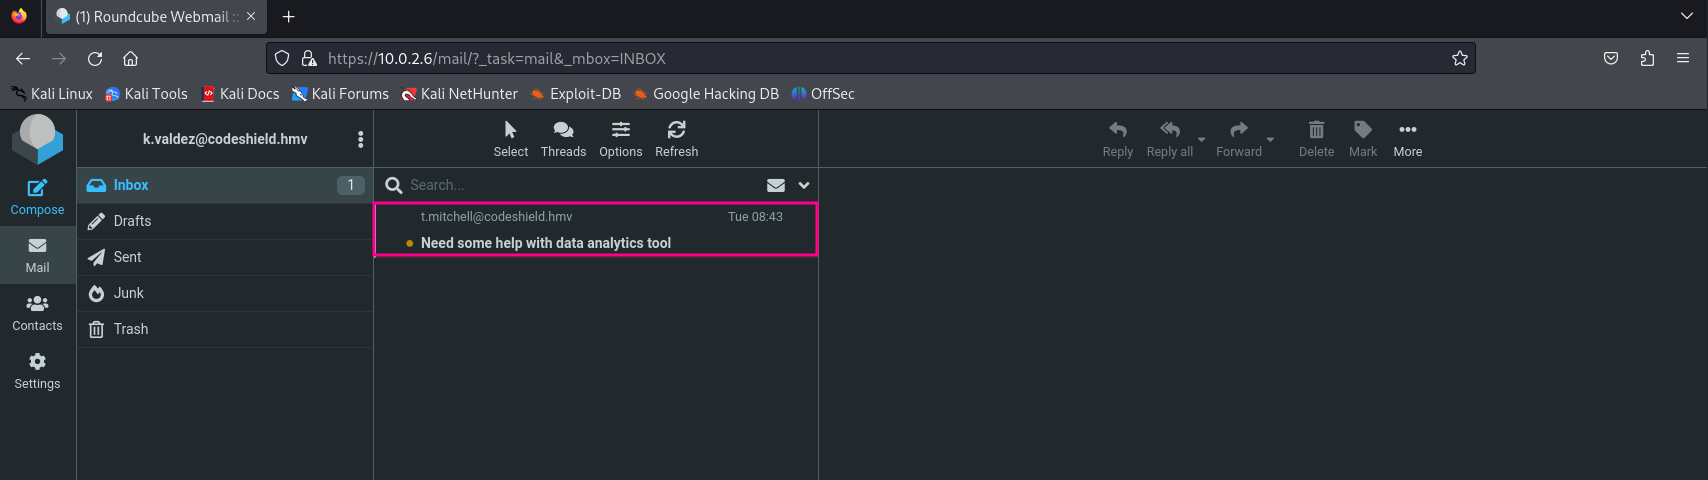 (1) Roundcube Webmail ::
https://10.0.2.6/mail/?_task=mail&_mbox=INBOX
Kali Linux Kali Tools Kali Docs Kali Forums Kali NetHunter Exploit-DB Google Hacking DB OffSec
k.valdez@codeshield.hmv
Select Threads Options Refresh
Reply Reply all Forward Delete Mark More
Compose
Mail
Contacts
Settings
Inbox 1
Drafts
Sent
Junk
Trash
Search...
t.mitchell@codeshield.hmv Tue 08:43
Need some help with data analytics tool